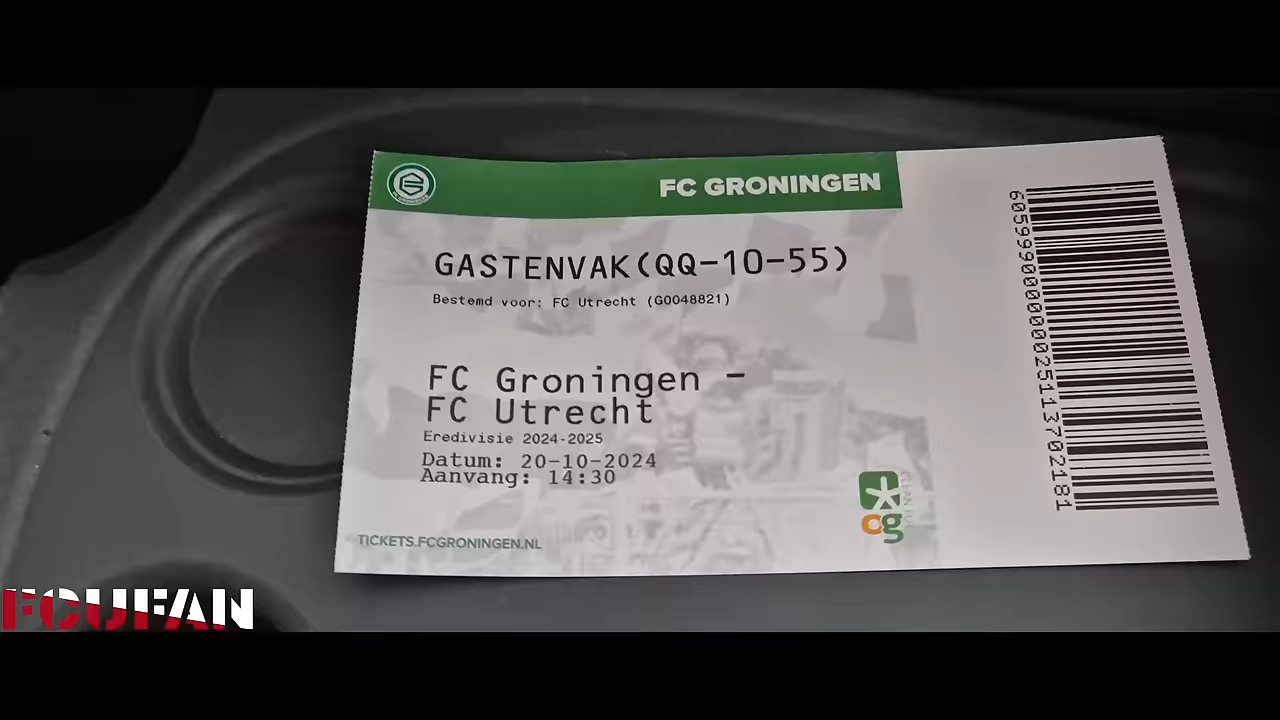 FC GRONINGEN
GASTENVAK(QQ-10-55)
Bestemd voor: FC Utrecht (G0048821)
FC Groningen -
FC Utrecht
Eredivisie 2024-2025
Datum: 20-10-2024
Aanvang: 14:30
TICKETS.FCGRONINGEN.NL
og
FCUFAN